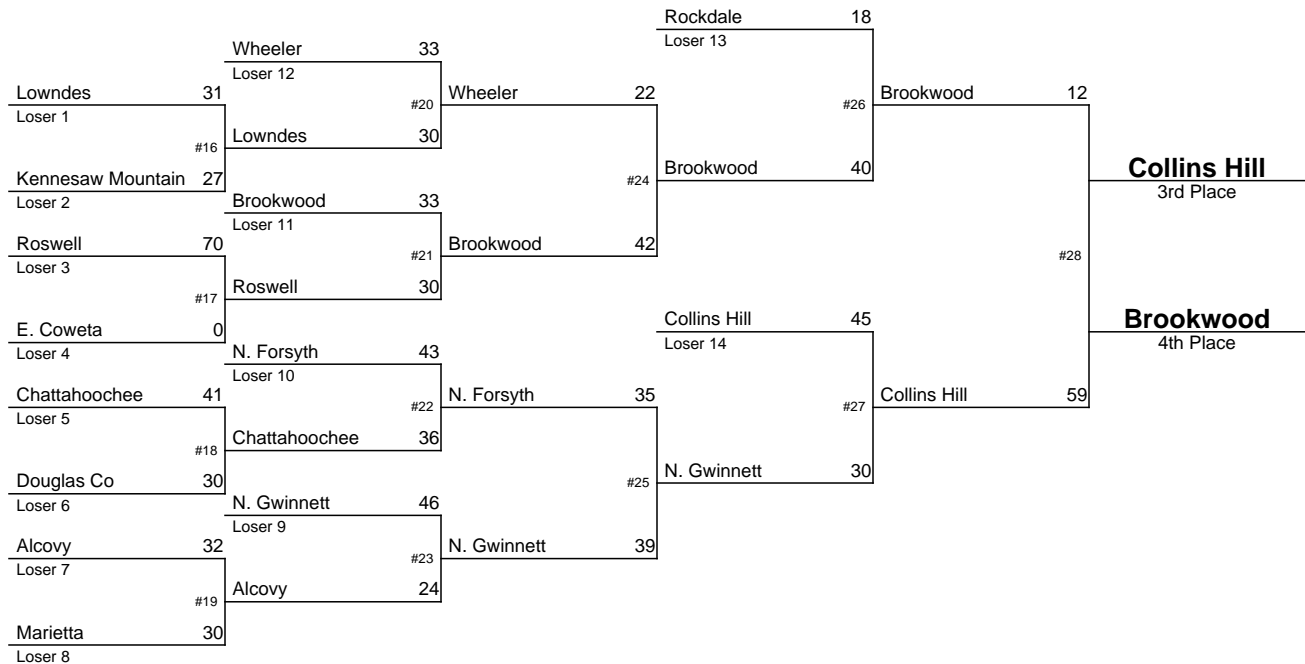 Rockdale 18
Loser 13
Wheeler 33
Loser 12
Lowndes 31
Loser 1
#20
Wheeler 22
#26
Brookwood 12
#16
Lowndes 30
Kennesaw Mountain 27
Loser 2
#24
Brookwood 40
Collins Hill
3rd Place
Brookwood 33
Loser 11
Roswell 70
Loser 3
#21
Brookwood 42
#28
#17
Roswell 30
E. Coweta 0
Loser 4
Collins Hill 45
Loser 14
Brookwood
4th Place
N. Forsyth 43
Loser 10
Chattahoochee 41
Loser 5
#22
N. Forsyth 35
#27
Collins Hill 59
#18
Chattahoochee 36
Douglas Co 30
Loser 6
#25
N. Gwinnett 30
N. Gwinnett 46
Loser 9
Alcovy 32
Loser 7
#23
N. Gwinnett 39
#19
Alcovy 24
Marietta 30
Loser 8